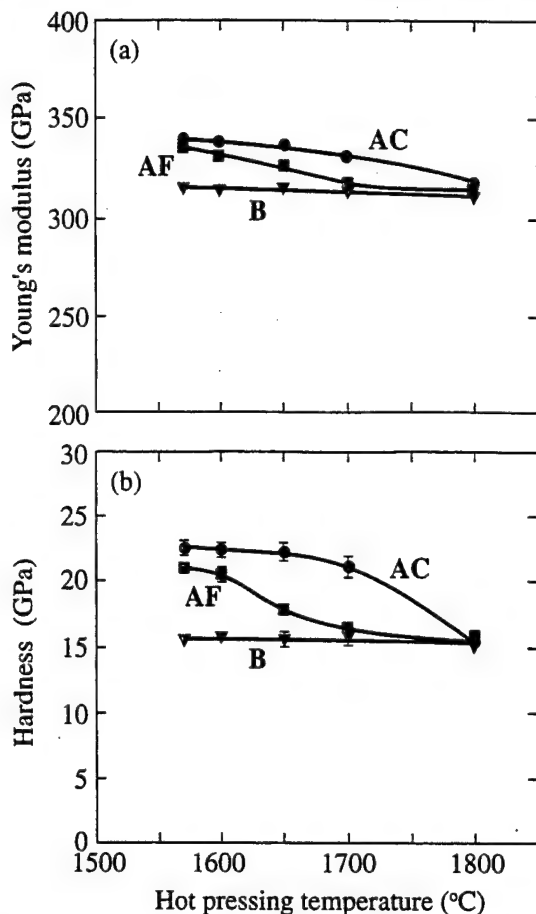 400
(a)
350
AC
AF
300
B
250
200
Young's modulus (GPa)
30
(b)
25
20
AC
AF
15
B
10
5
0
Hardness (GPa)
1500 1600 1700 1800
Hot pressing temperature (°C)